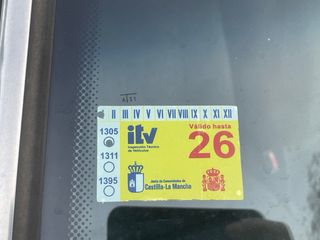 II III IV V VI VII VIII IX X XI XII
1305
1311
1395
itv
Inspección Técnica
de Vehículos
Válido hasta
26
Junta de Comunidades de
Castilla-La Mancha